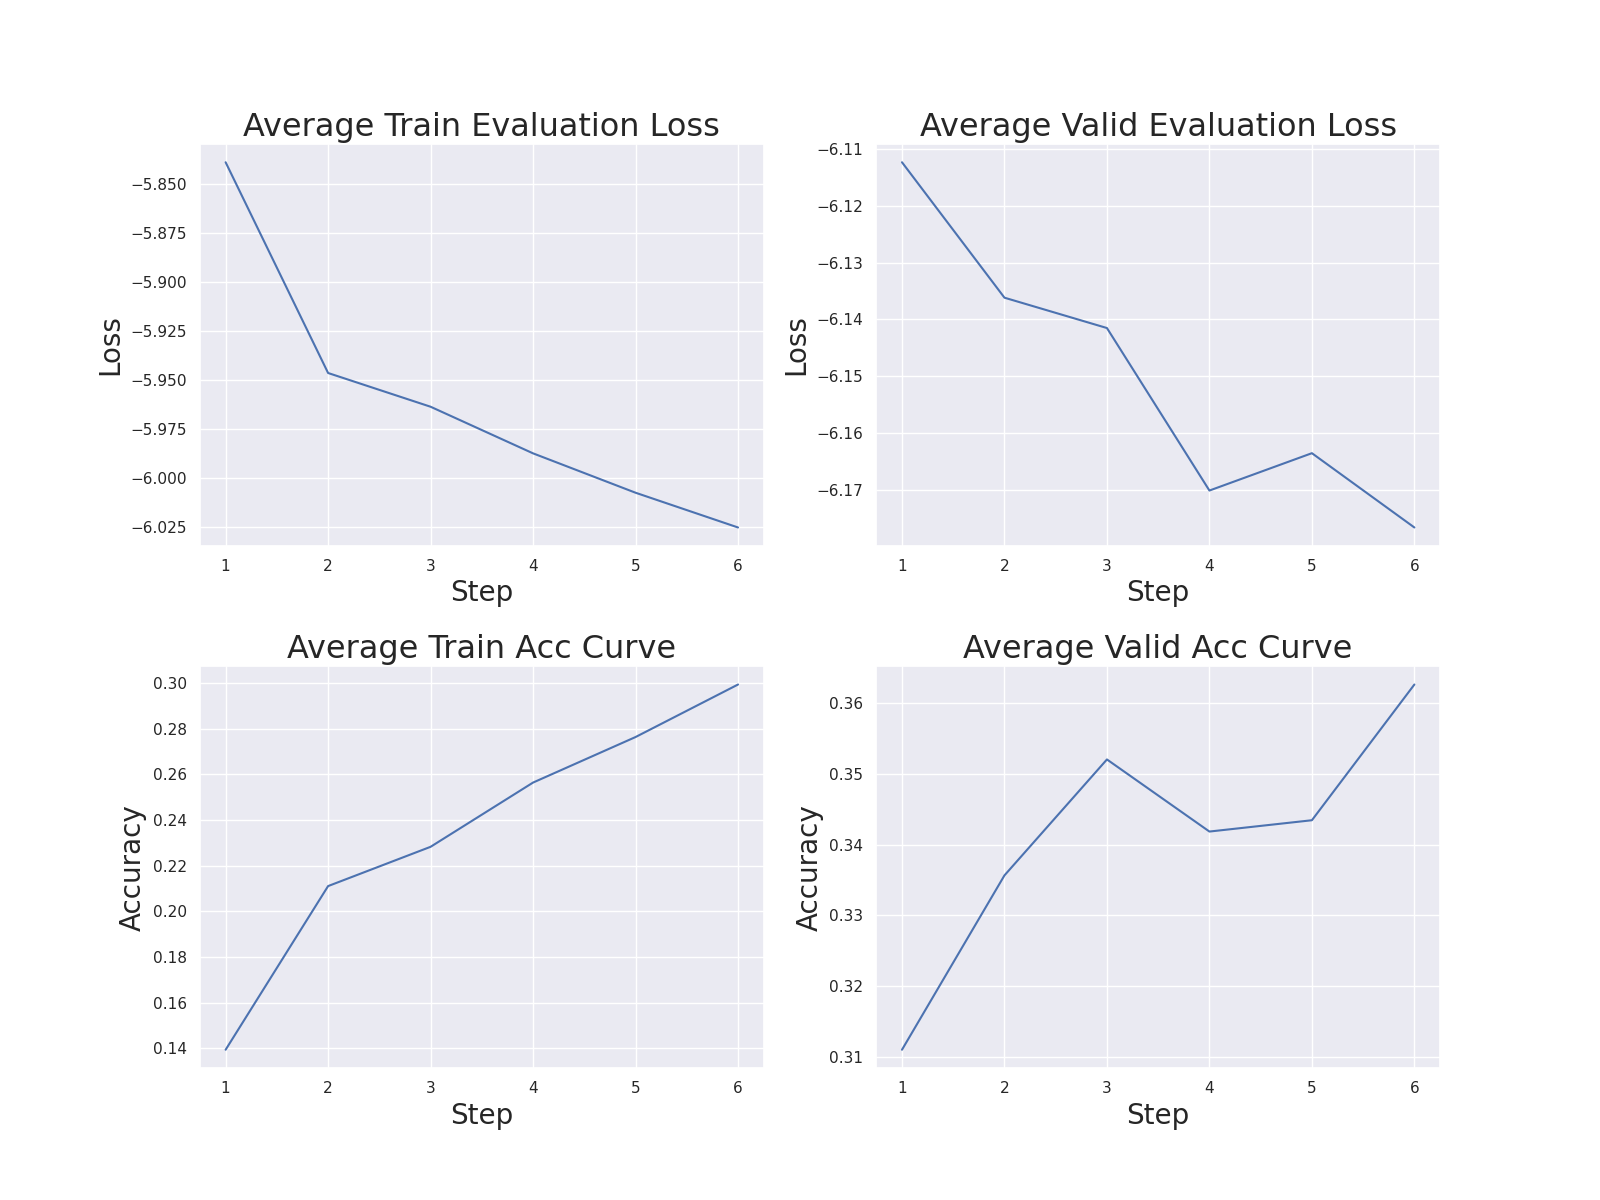 Average Train Evaluation Loss
−5.850
−5.875
−5.900
−5.925
−5.950
−5.975
−6.000
−6.025
Loss
1 2 3 4 5 6
Step
Average Valid Evaluation Loss
−6.11
−6.12
−6.13
−6.14
−6.15
−6.16
−6.17
Loss
1 2 3 4 5 6
Step
Average Train Acc Curve
0.30
0.28
0.26
0.24
0.22
0.20
0.18
0.16
0.14
Accuracy
1 2 3 4 5 6
Step
Average Valid Acc Curve
0.36
0.35
0.34
0.33
0.32
0.31
Accuracy
1 2 3 4 5 6
Step